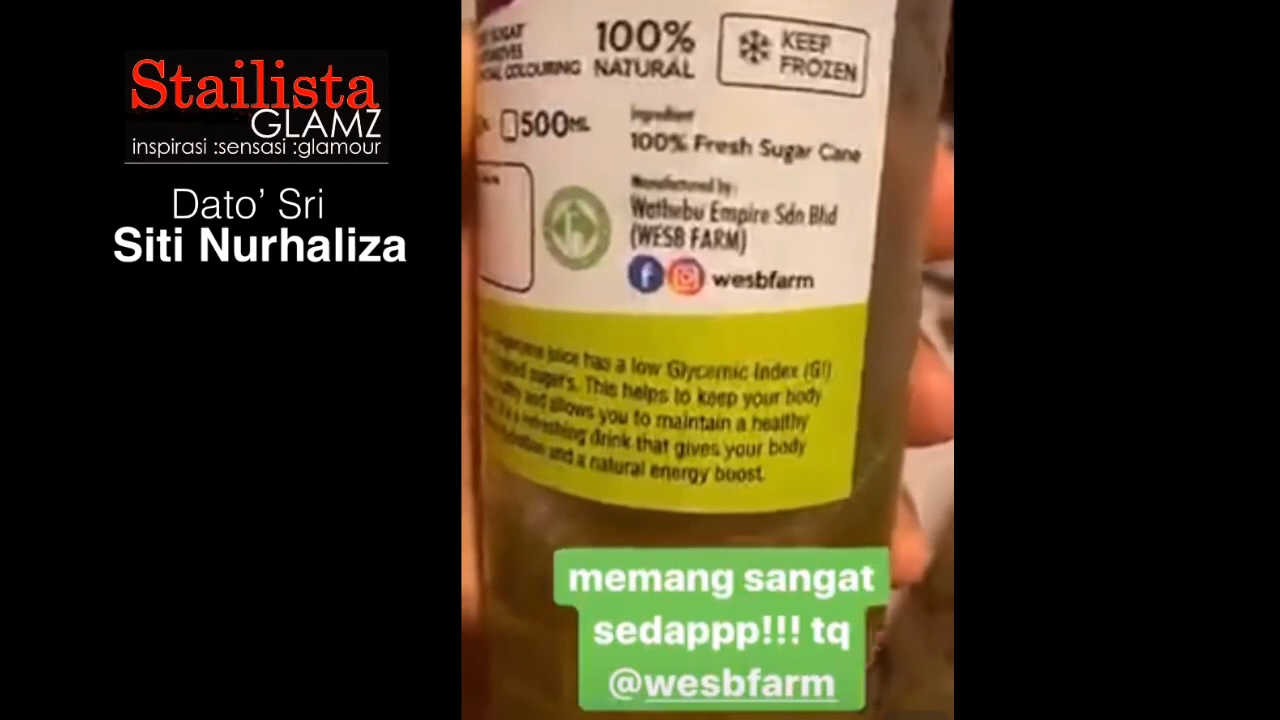 Stailista
GLAMZ
inspirasi :sensasi :glamour
Dato' Sri
Siti Nurhaliza
100%
NATURAL
COLOURING
KEEP
FROZEN
500ML
Ingredient
100% Fresh Sugar Cane
Manufactured by:
Wathebu Empire Sdn Bhd
(WESB FARM)
wesbfarm
juice has a low Glycemic Index (GI)
sugars. This helps to keep your body
and allows you to maintain a healthy
refreshing drink that gives your body
and a natural energy boost.
memang sangat
sedappp!!! tq
@wesbfarm